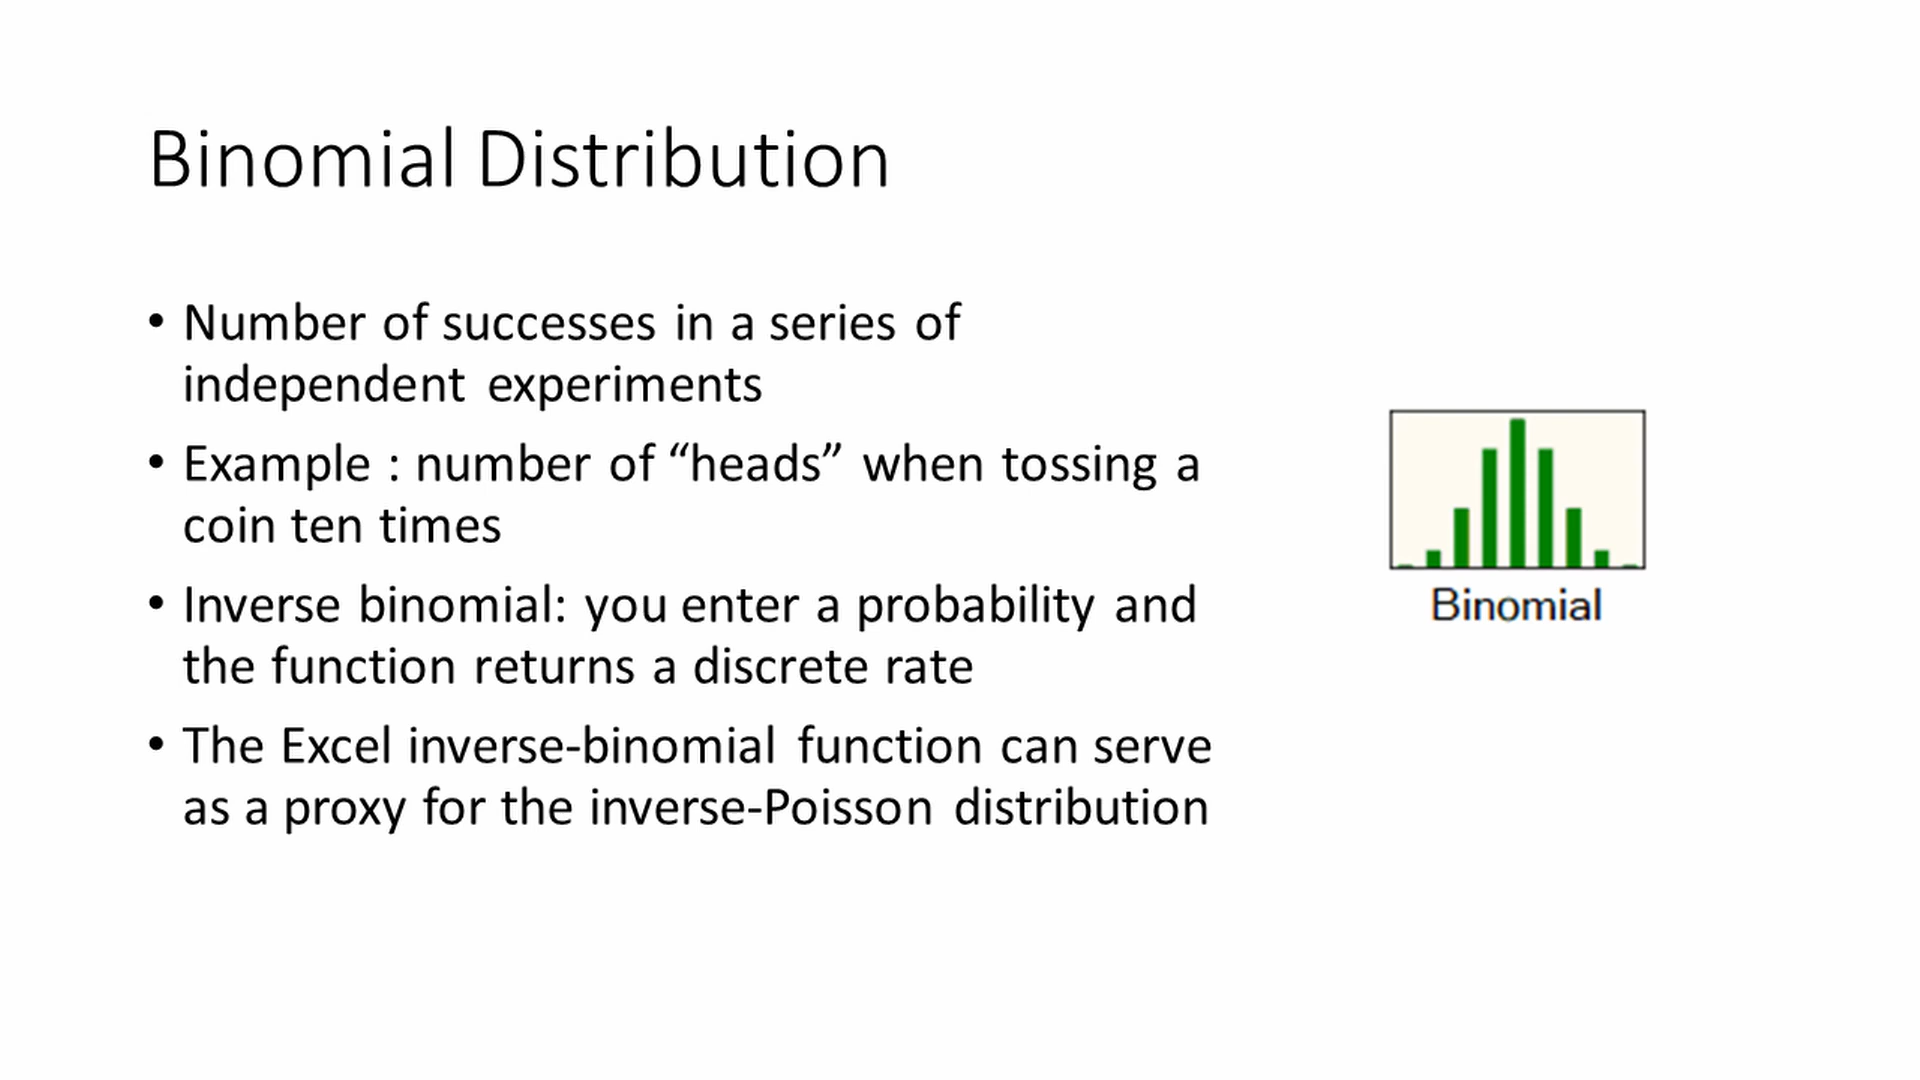 Binomial Distribution
• Number of successes in a series of
independent experiments
• Example : number of “heads” when tossing a
coin ten times
• Inverse binomial: you enter a probability and
the function returns a discrete rate
• The Excel inverse-binomial function can serve
as a proxy for the inverse-Poisson distribution
Binomial